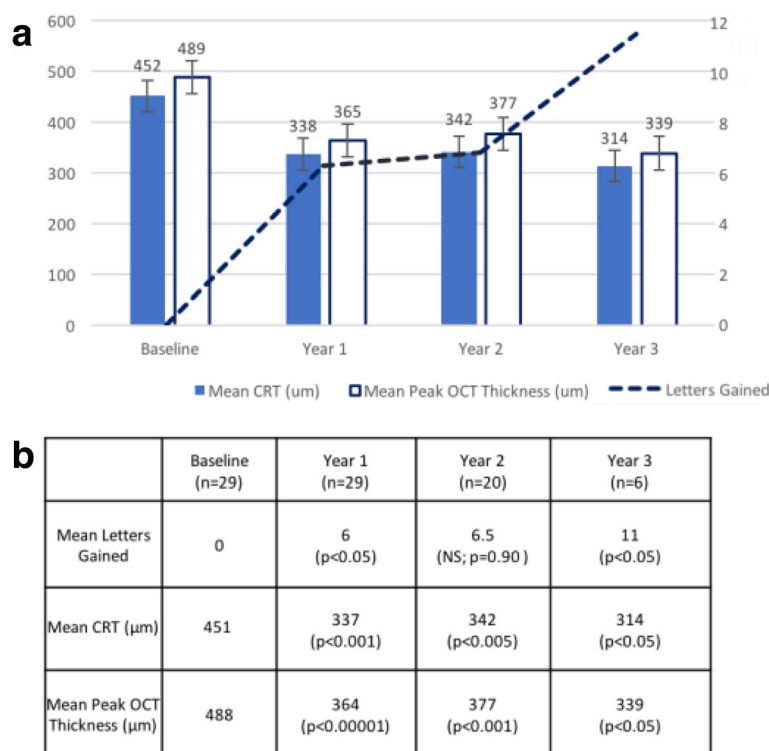 a
600
500
400
300
200
100
0
12
10
8
6
4
2
0
452
489
338
365
342
377
314
339
Baseline
Year 1
Year 2
Year 3
Mean CRT (um)
Mean Peak OCT Thickness (um)
Letters Gained
b
Baseline
(n=29)
Year 1
(n=29)
Year 2
(n=20)
Year 3
(n=6)
Mean Letters
Gained
0
6
(p<0.05)
6.5
(NS; p=0.90 )
11
(p<0.05)
Mean CRT (μm)
451
337
(p<0.001)
342
(p<0.005)
314
(p<0.05)
Mean Peak OCT
Thickness (μm)
488
364
(p<0.00001)
377
(p<0.001)
339
(p<0.05)